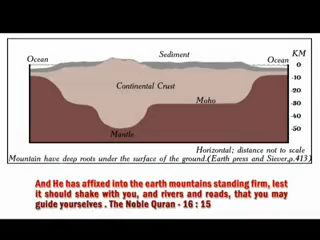 Ocean
Sediment
Ocean
KM
0
Continental Crust
-10
-20
Moho
-30
-40
Mantle
-50
Horizontal; distance not to scale
Mountain have deep roots under the surface of the ground.(Earth press and Siever,p.413)
And He has affixed into the earth mountains standing firm, lest
it should shake with you, and rivers and roads, that you may
guide yourselves . The Noble Quran - 16 : 15